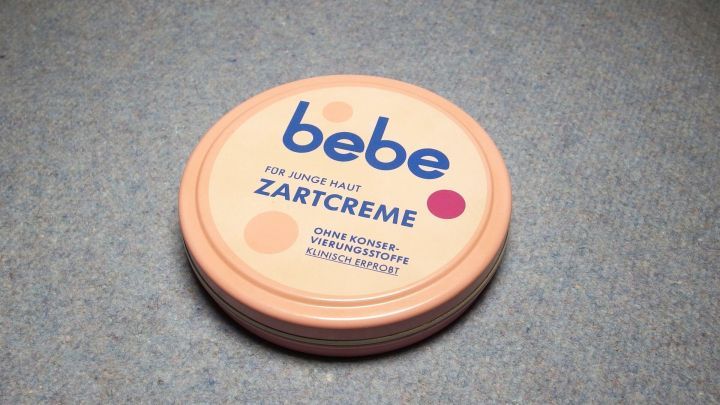 bebe
FÜR JUNGE HAUT
ZARTCREME
OHNE KONSER-
VIERUNGSSTOFFE
KLINISCH ERPROBT